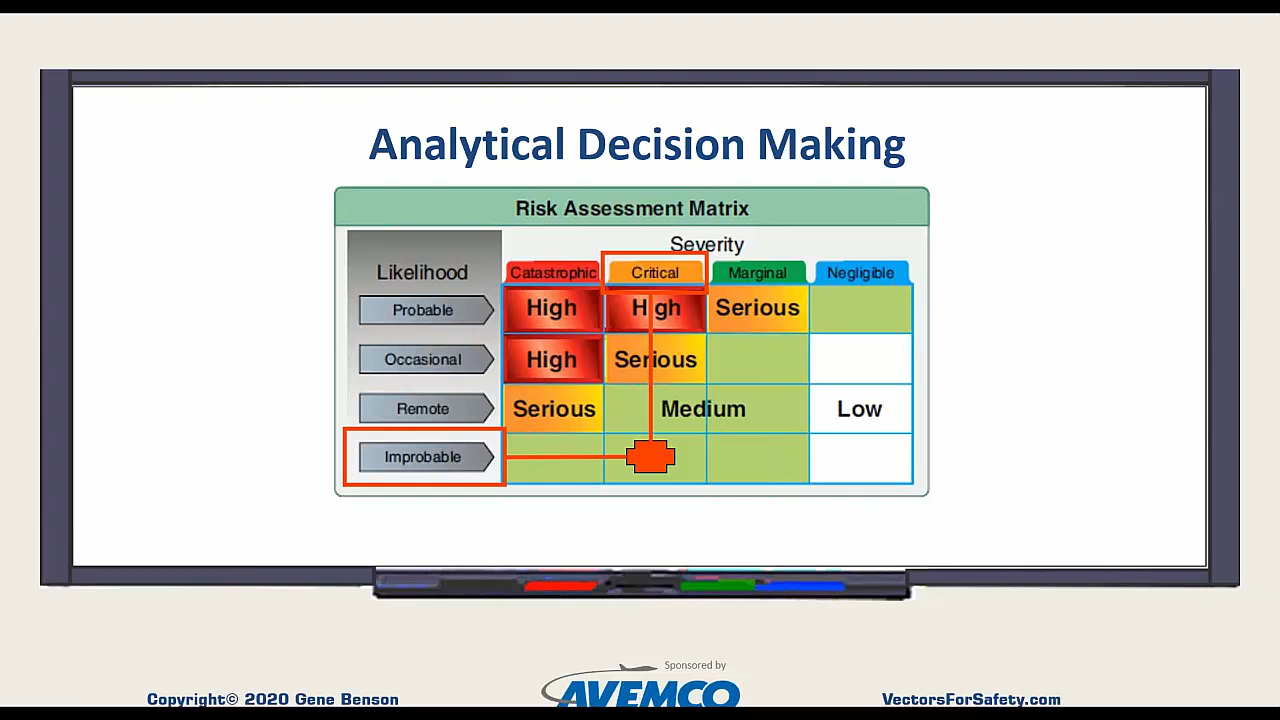 Analytical Decision Making
Risk Assessment Matrix
Severity
Likelihood
Catastrophic Critical Marginal Negligible
Probable High High Serious
Occasional High Serious
Remote Serious Medium Low
Improbable
Sponsored by
AVEMCO
Copyright© 2020 Gene Benson
VectorsForSafety.com